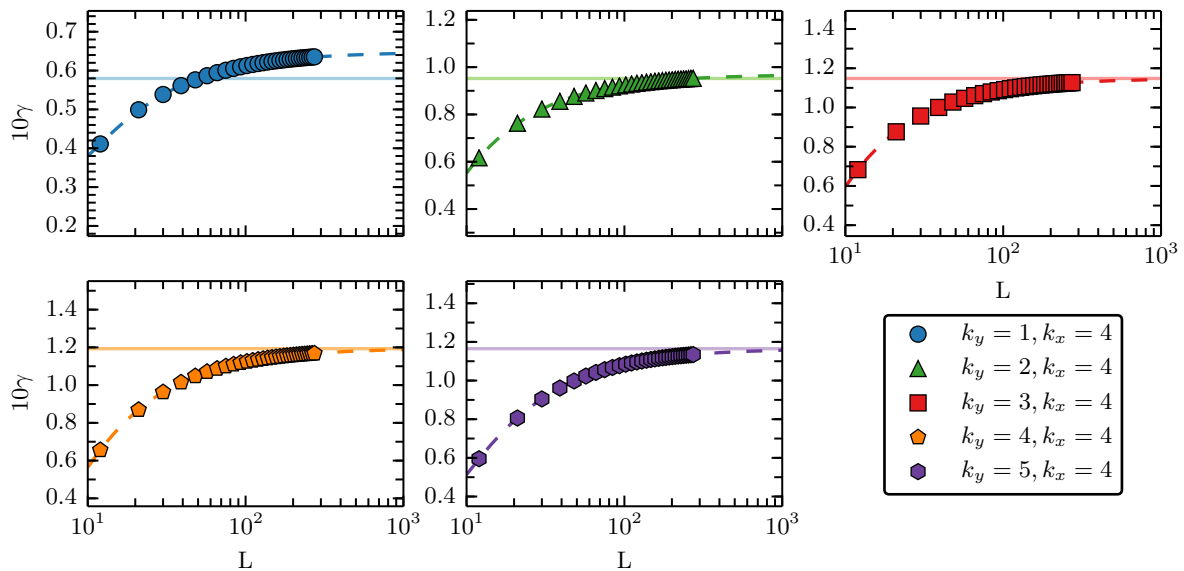 10γ
0.7
0.6
0.5
0.4
0.3
0.2
1.2
1.0
0.8
0.6
0.4
1.4
1.2
1.0
0.8
0.6
0.4
10¹ 10² 10³
L
10γ
1.4
1.2
1.0
0.8
0.6
0.4
10¹ 10² 10³
L
1.4
1.2
1.0
0.8
0.6
0.4
10¹ 10² 10³
L
k_y = 1, k_x = 4
k_y = 2, k_x = 4
k_y = 3, k_x = 4
k_y = 4, k_x = 4
k_y = 5, k_x = 4